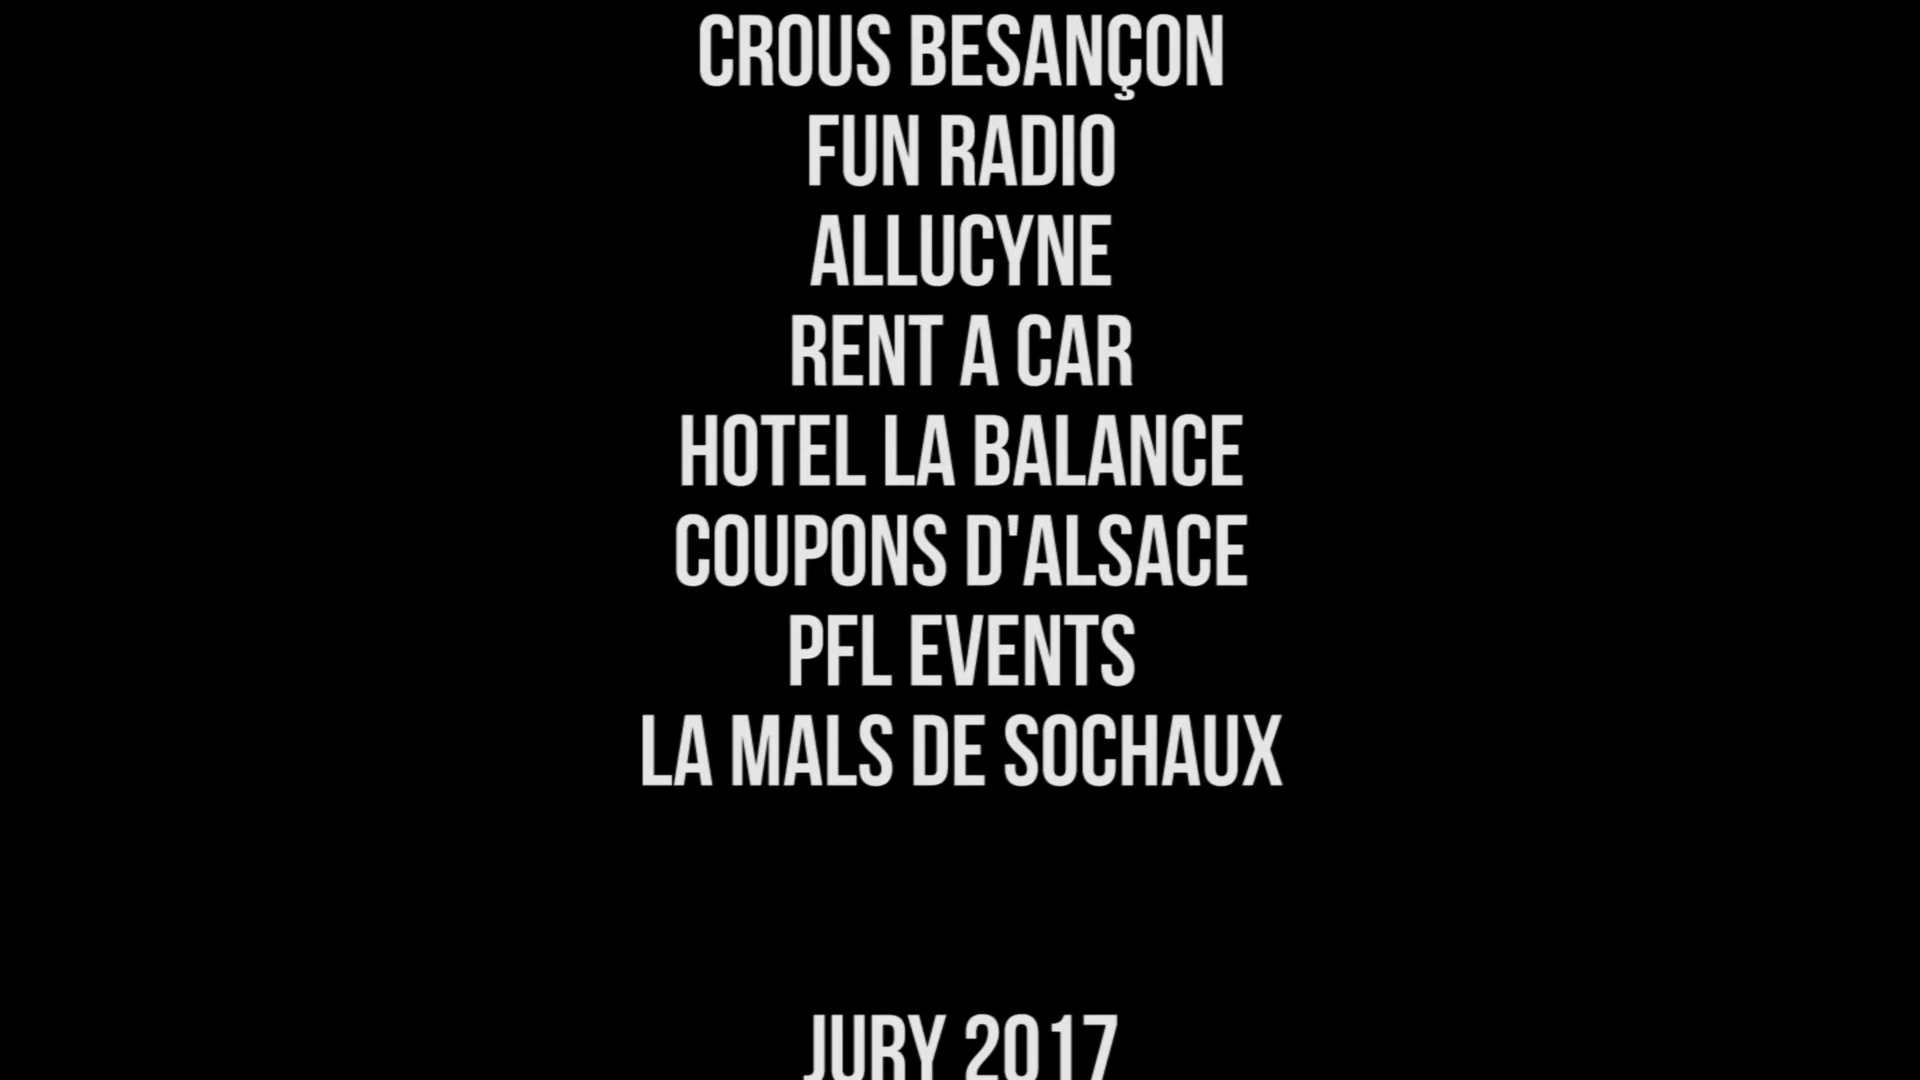 CROUS BESANÇON
FUN RADIO
ALLUCYNE
RENT A CAR
HOTEL LA BALANCE
COUPONS D'ALSACE
PFL EVENTS
LA MALS DE SOCHAUX
JURY 2017